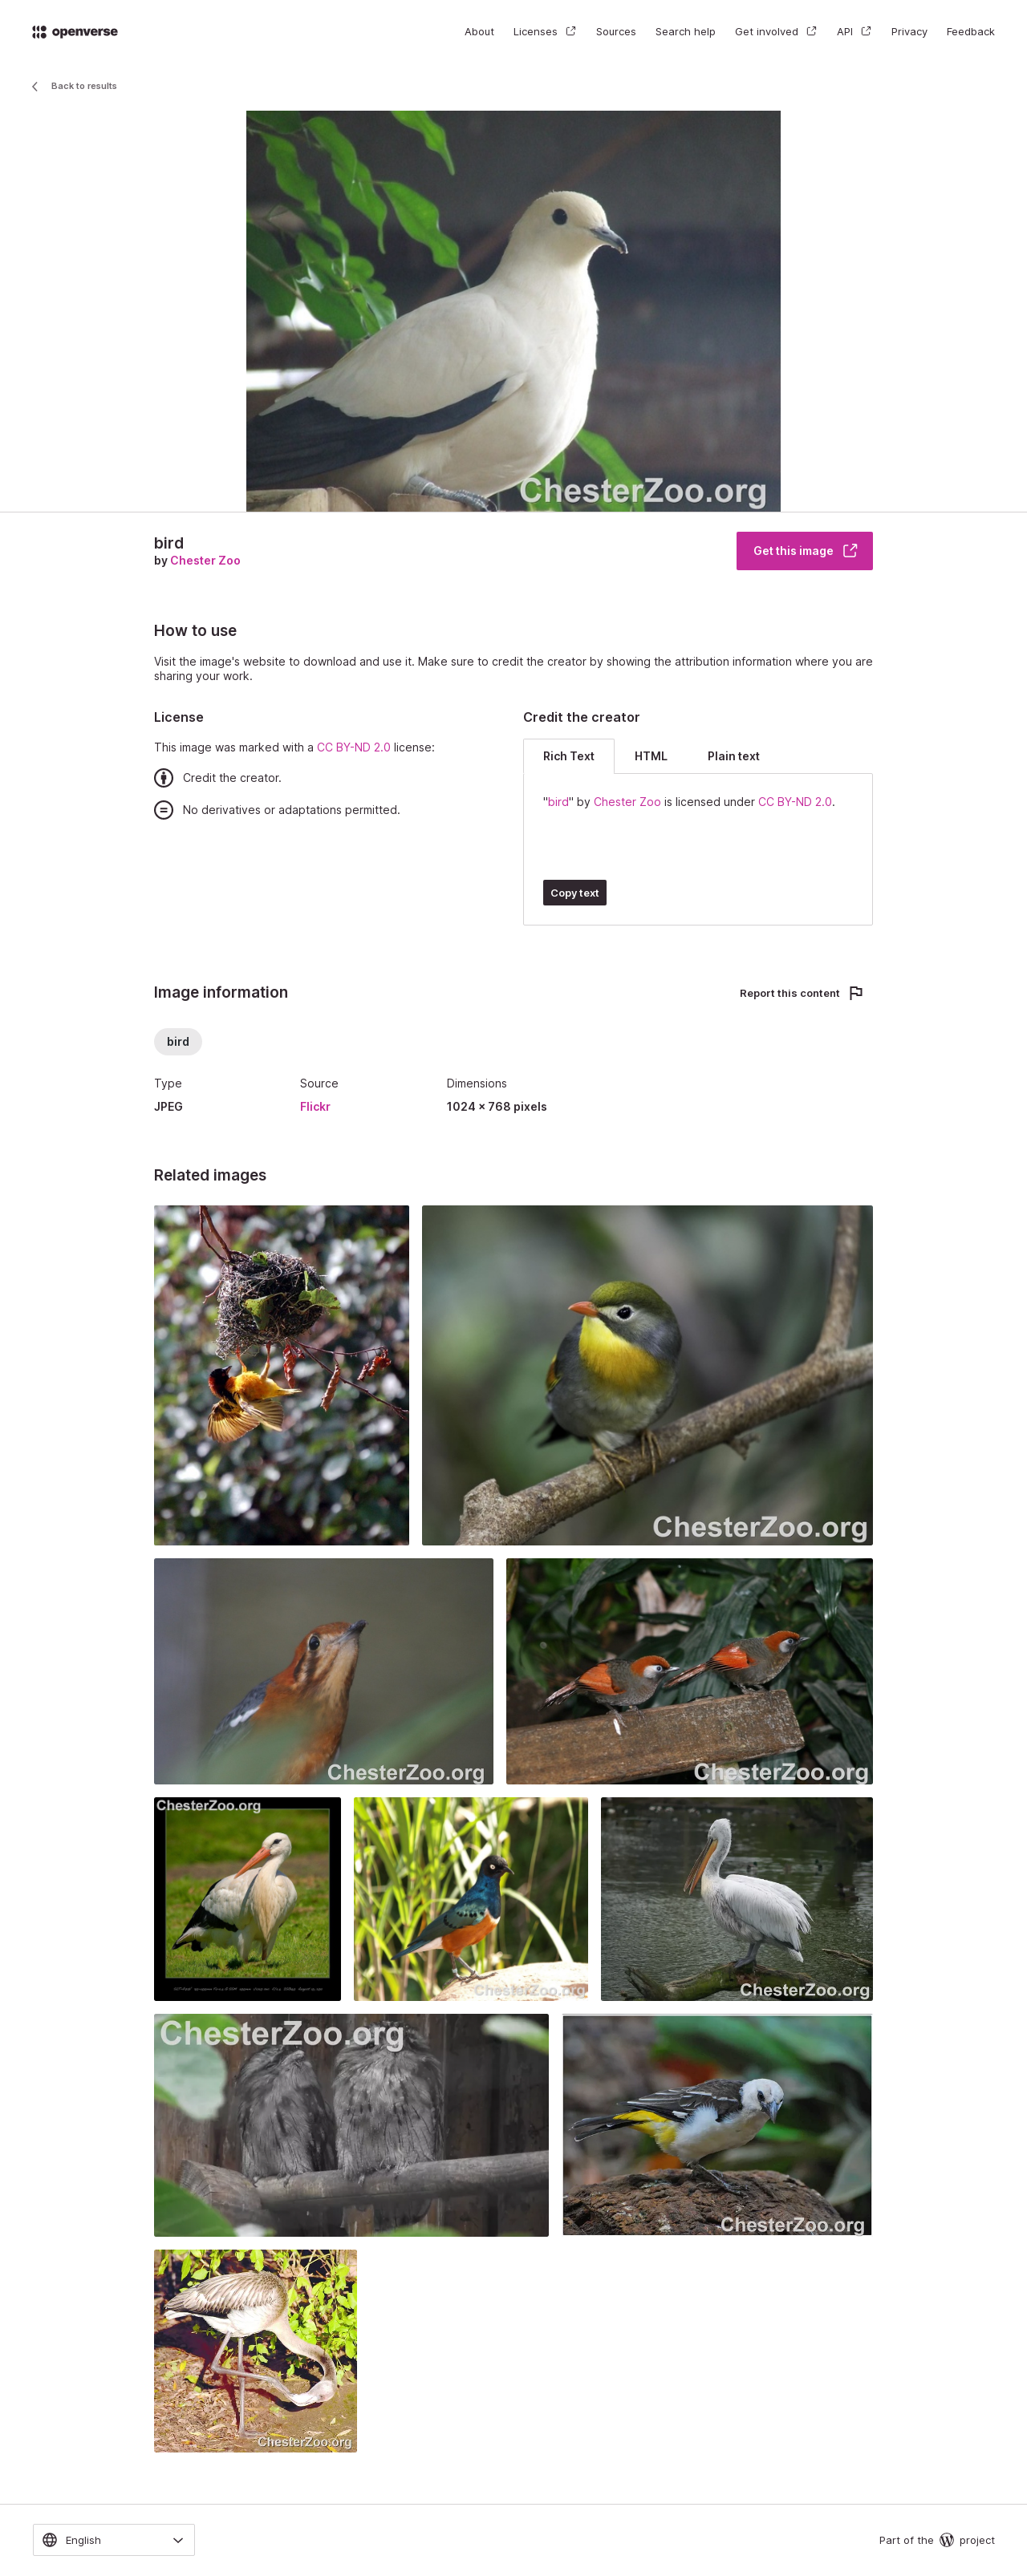 openverse
About
Licenses
Sources
Search help
Get involved
API
Privacy
Feedback
Back to results
ChesterZoo.org
bird
by Chester Zoo
Get this image
How to use
Visit the image's website to download and use it. Make sure to credit the creator by showing the attribution information where you are
sharing your work.
License
This image was marked with a CC BY-ND 2.0 license:
Credit the creator.
No derivatives or adaptations permitted.
Credit the creator
Rich Text
HTML
Plain text
"bird" by Chester Zoo is licensed under CC BY-ND 2.0.
Copy text
Image information
Report this content
bird
Type
JPEG
Source
Flickr
Dimensions
1024 × 768 pixels
Related images
ChesterZoo.org
ChesterZoo.org
ChesterZoo.org
ChesterZoo.org
ChesterZoo.org
ChesterZoo.org
ChesterZoo.org
ChesterZoo.org
ChesterZoo.org
English
Part of the
project